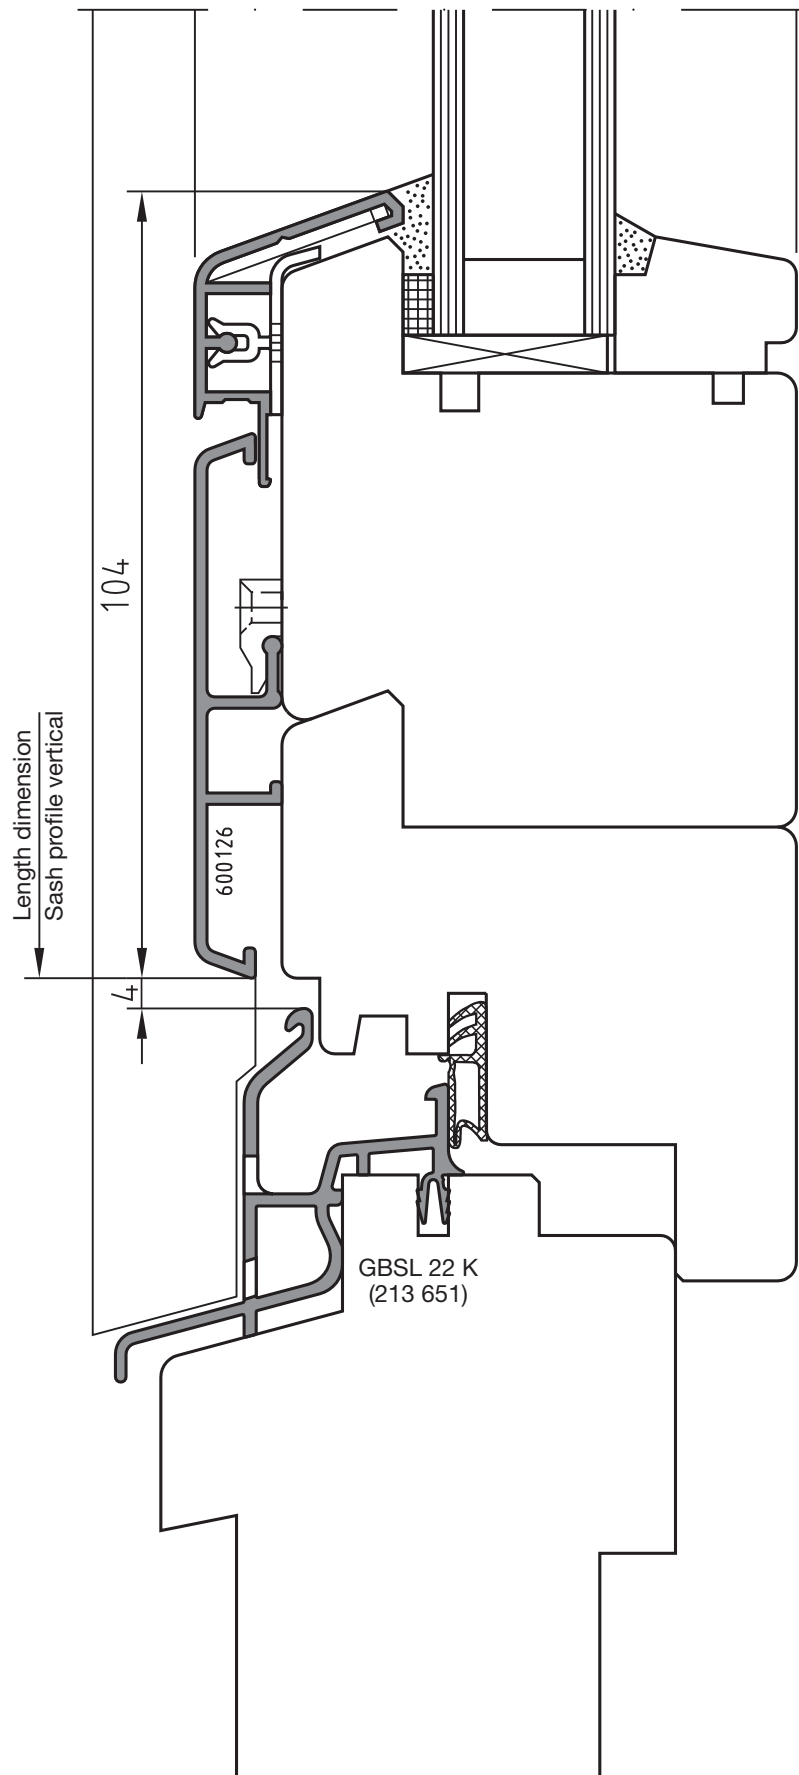 104
Length dimension
Sash profile vertical
600126
4
GBSL 22 K
(213 651)